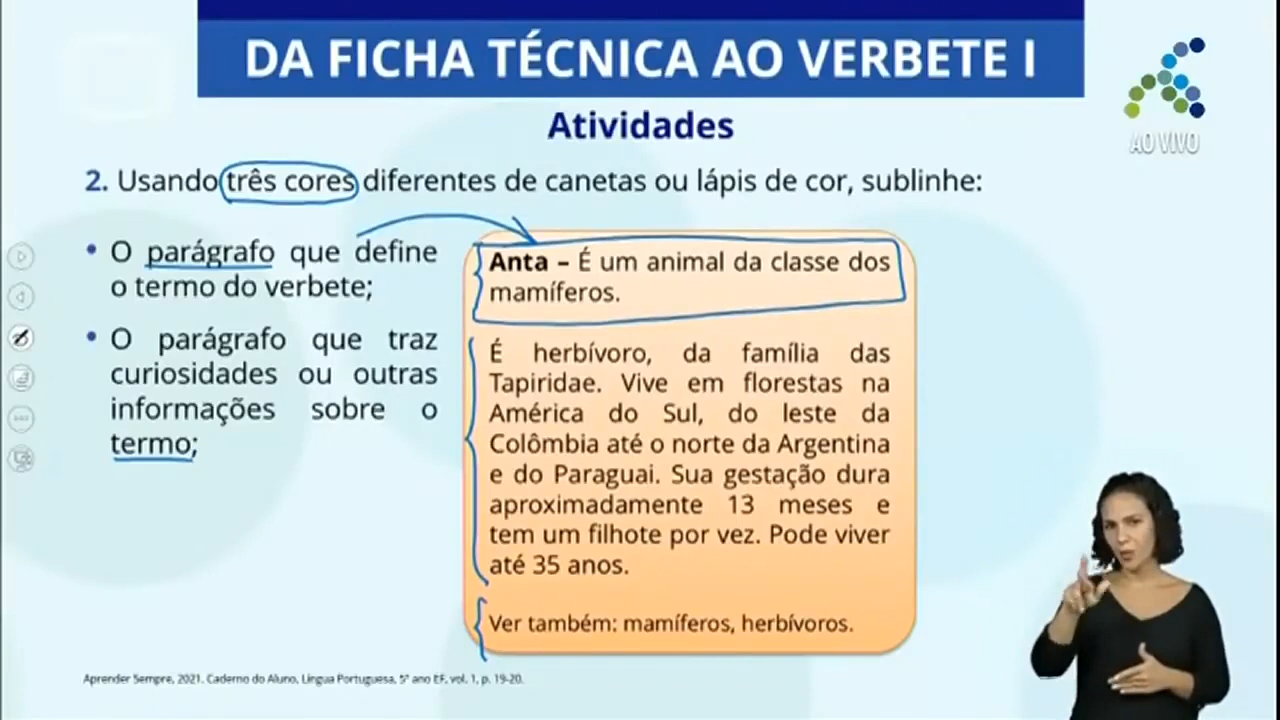 DA FICHA TÉCNICA AO VERBETE I
AO VIVO
Atividades
2. Usando três cores diferentes de canetas ou lápis de cor, sublinhe:
• O parágrafo que define
o termo do verbete;
• O parágrafo que traz
curiosidades ou outras
informações sobre o
termo;
Anta – É um animal da classe dos
mamíferos.
É herbívoro, da família das
Tapiridae. Vive em florestas na
América do Sul, do leste da
Colômbia até o norte da Argentina
e do Paraguai. Sua gestação dura
aproximadamente 13 meses e
tem um filhote por vez. Pode viver
até 35 anos.
Ver também: mamíferos, herbívoros.
Aprender Sempre, 2021. Caderno do Aluno, Língua Portuguesa, 5º ano EF, vol. 1, p. 19-20.